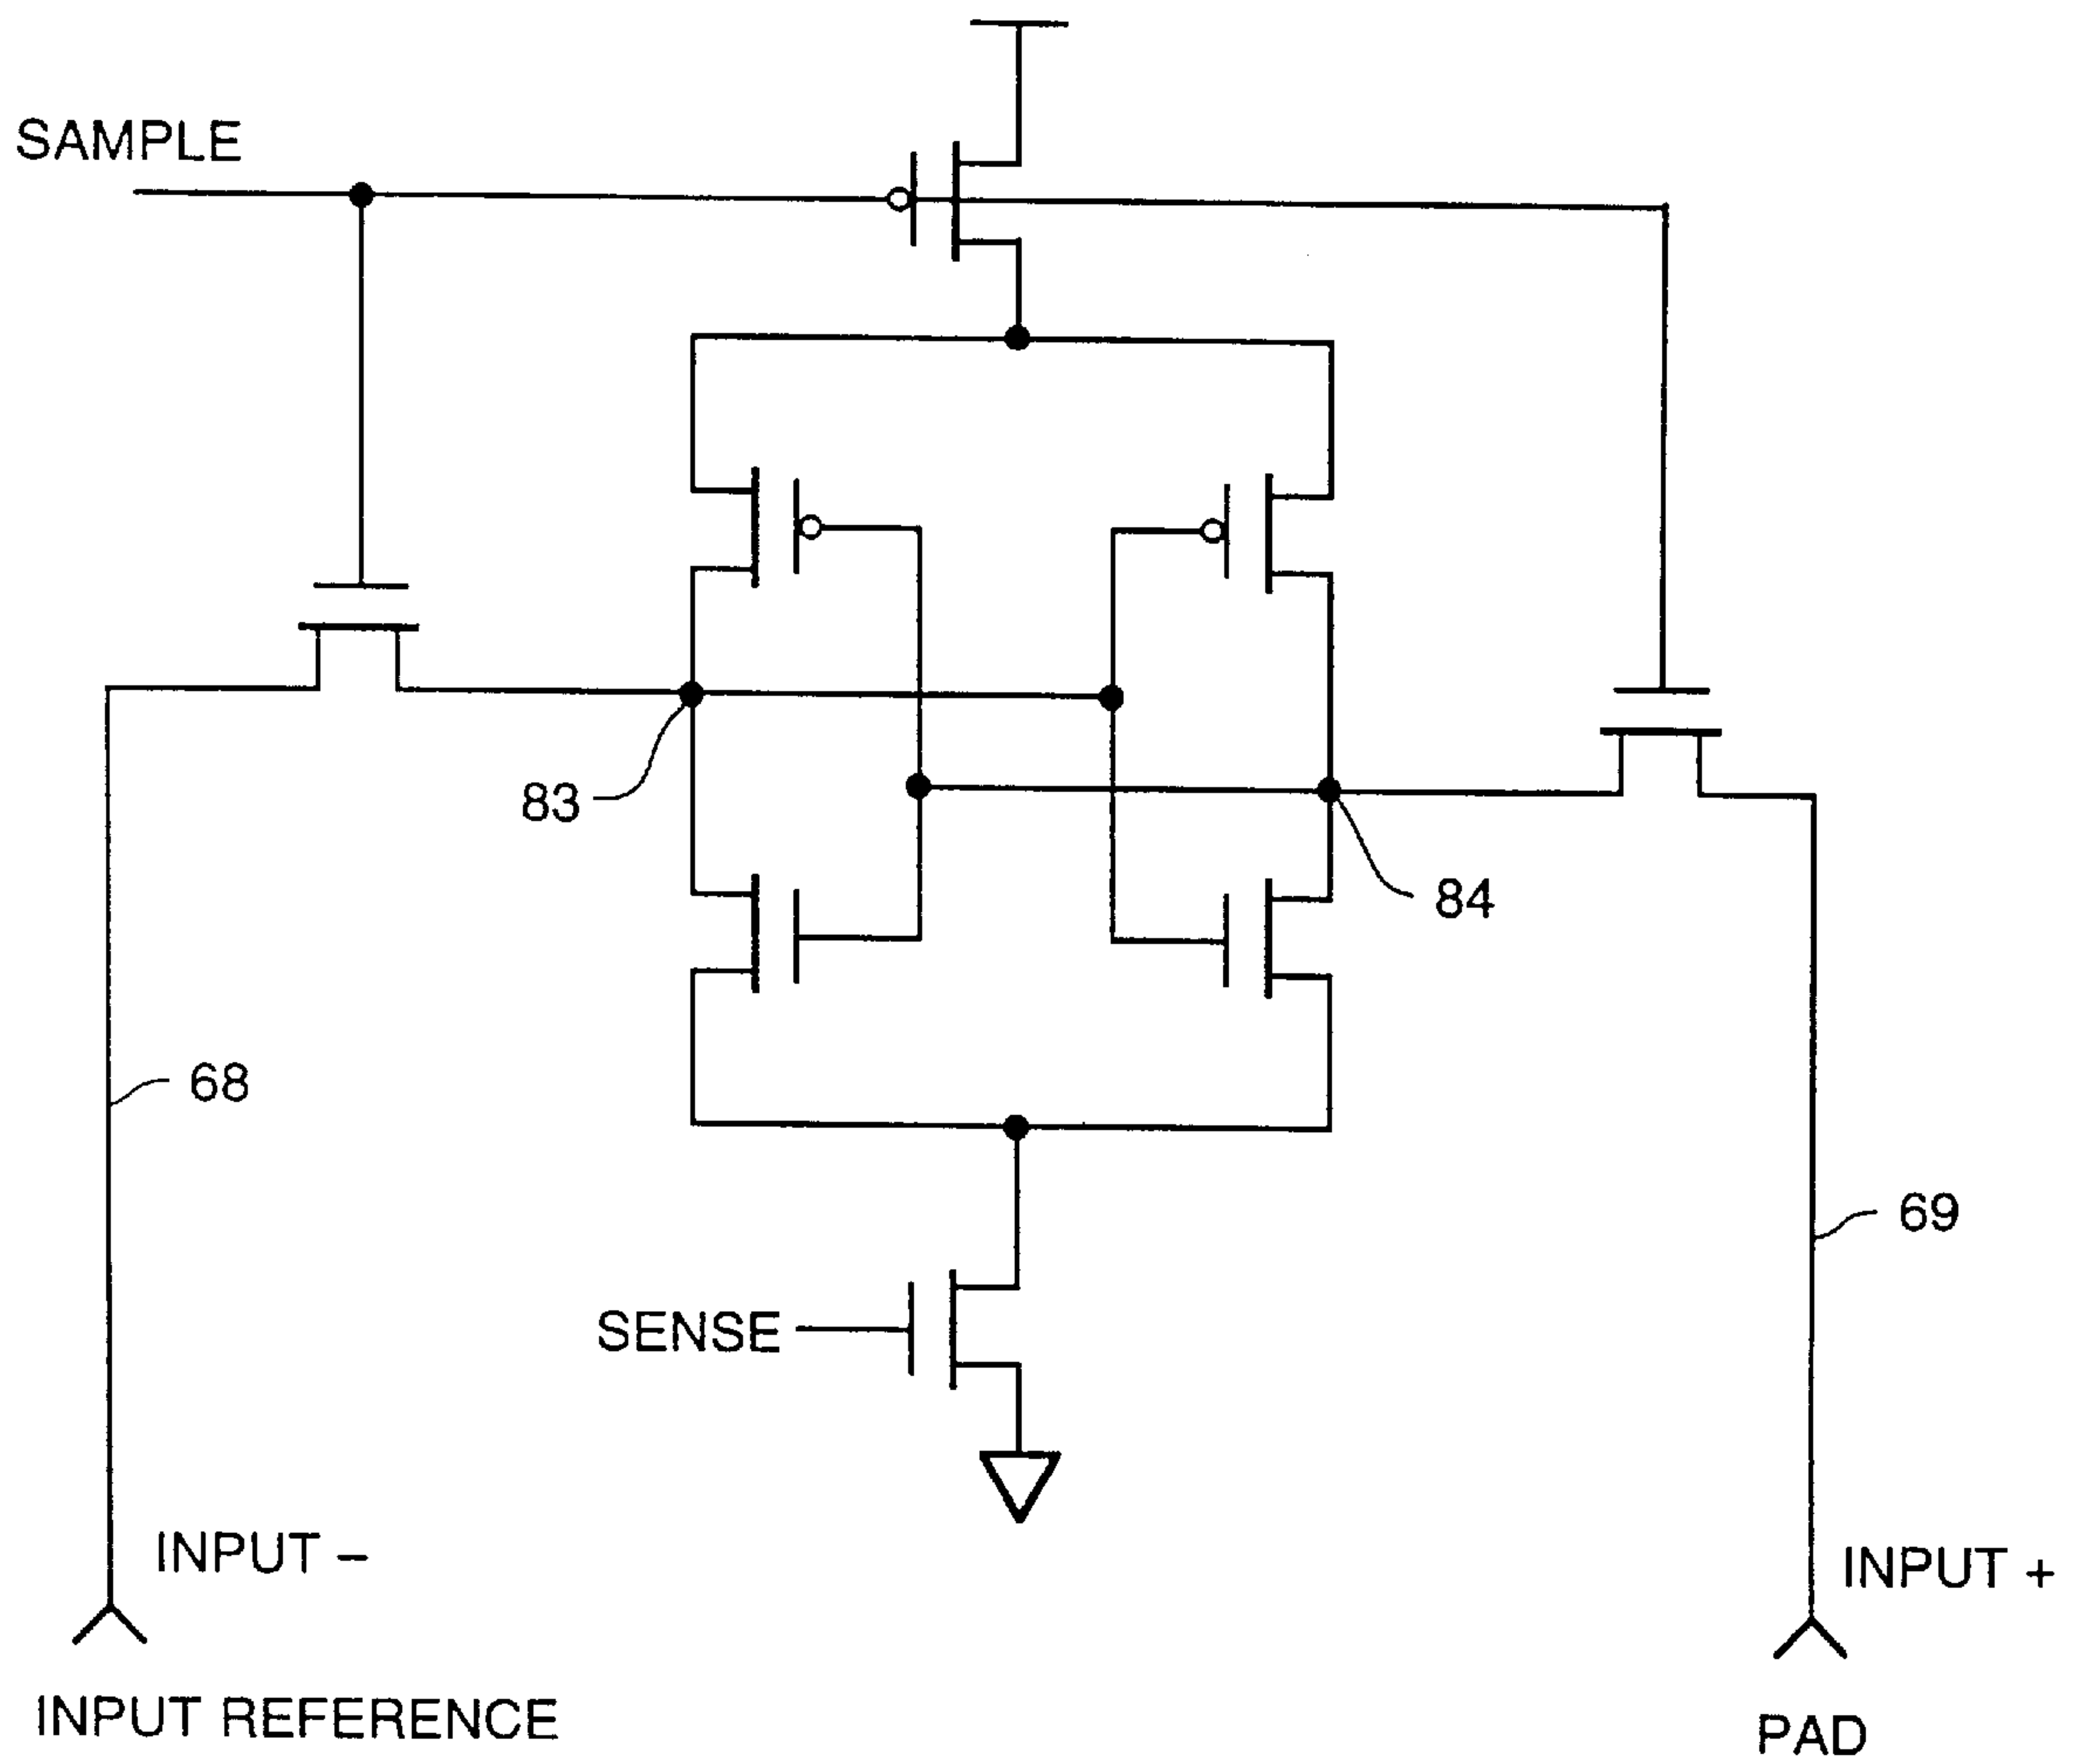 SAMPLE
83
84
68
69
SENSE
INPUT –
INPUT +
INPUT REFERENCE
PAD